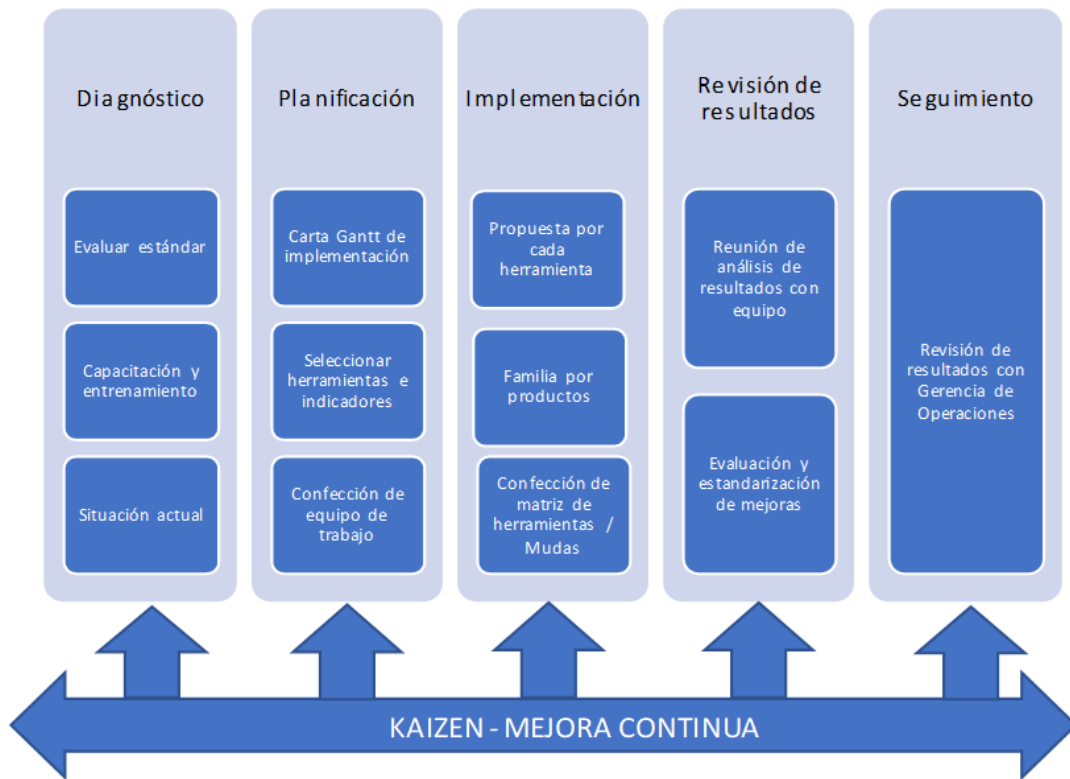 Diagnóstico
Evaluar estándar
Capacitación y
entrenamiento
Situación actual
Planificación
Carta Gantt de
implementación
Seleccionar
herramientas e
indicadores
Confección de
equipo de
trabajo
Implementación
Propuesta por
cada
herramienta
Familia por
productos
Confección de
matriz de
herramientas /
Mudas
Revisión de
resultados
Reunión de
análisis de
resultados con
equipo
Evaluación y
estandarización
de mejoras
Seguimiento
Revisión de
resultados con
Gerencia de
Operaciones
KAIZEN - MEJORA CONTINUA